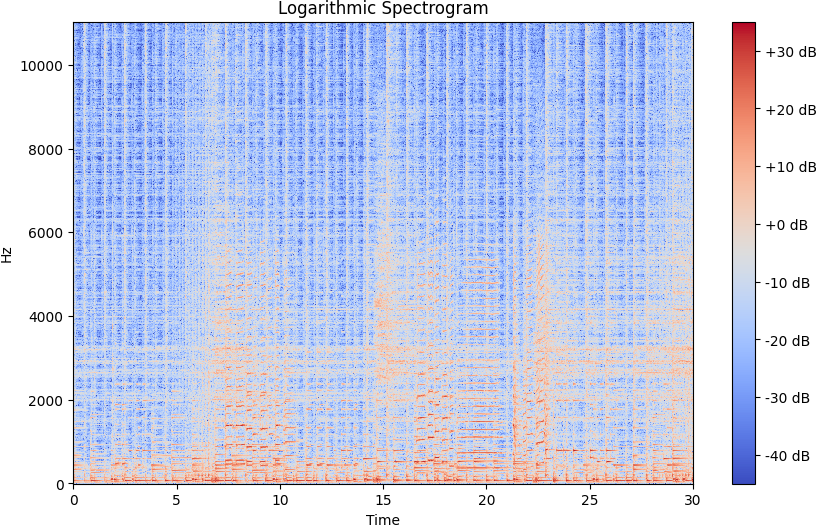 Logarithmic Spectrogram
Hz
10000
8000
6000
4000
2000
0
0 5 10 15 20 25 30
Time
+30 dB
+20 dB
+10 dB
+0 dB
-10 dB
-20 dB
-30 dB
-40 dB